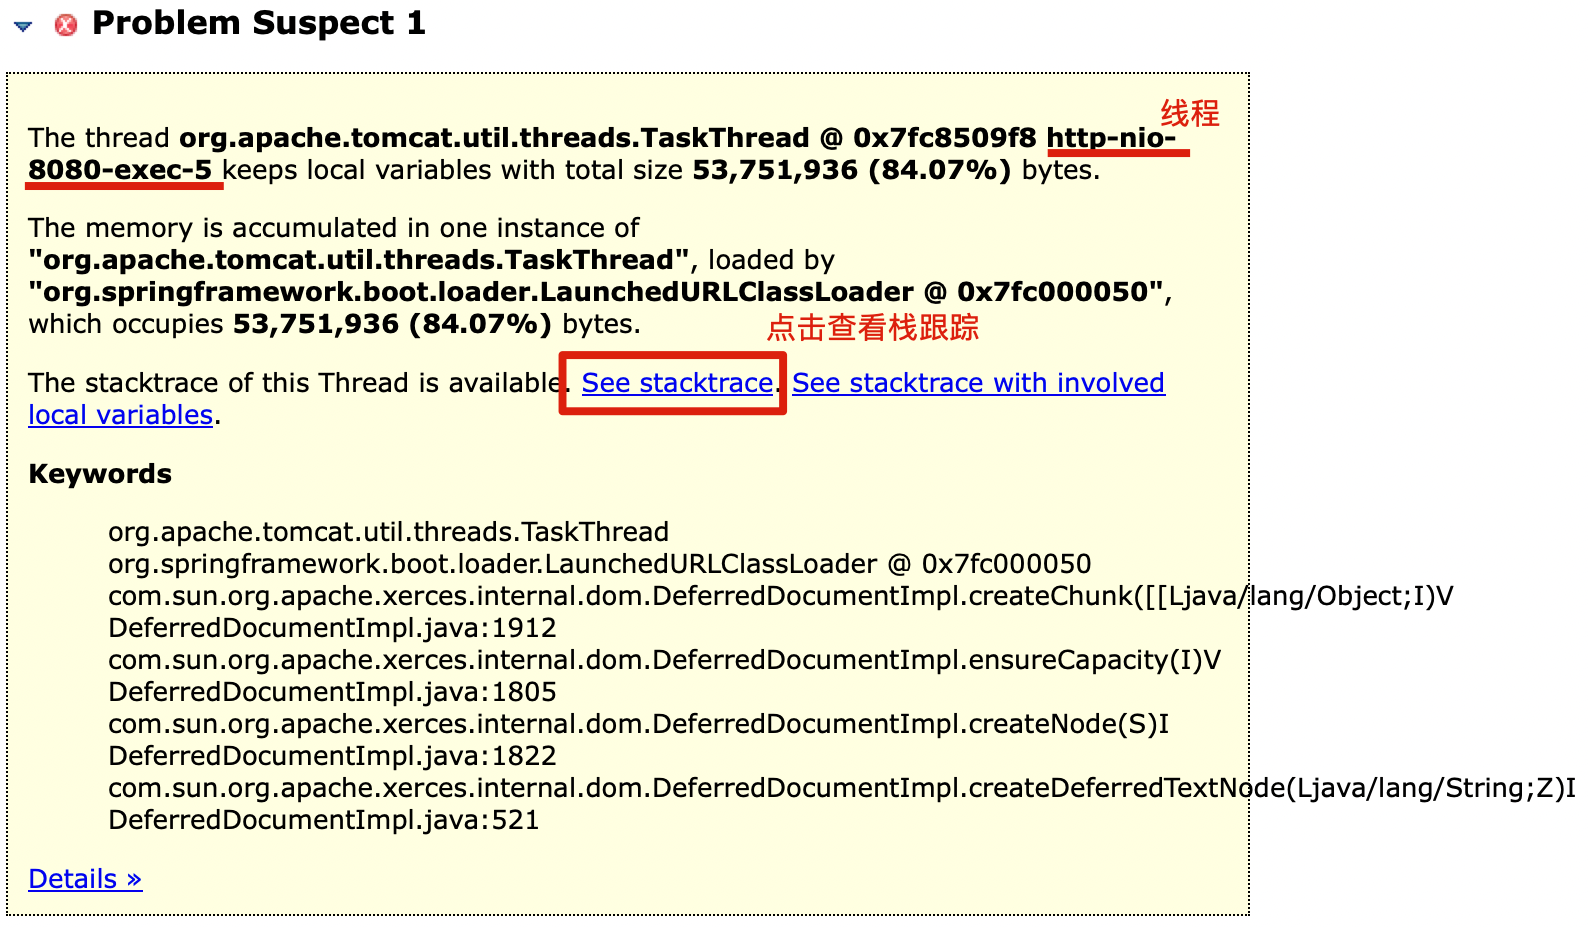 Problem Suspect 1
线程
The thread org.apache.tomcat.util.threads.TaskThread @ 0x7fc8509f8 http-nio-
8080-exec-5 keeps local variables with total size 53,751,936 (84.07%) bytes.
The memory is accumulated in one instance of
"org.apache.tomcat.util.threads.TaskThread", loaded by
"org.springframework.boot.loader.LaunchedURLClassLoader @ 0x7fc000050",
which occupies 53,751,936 (84.07%) bytes.
点击查看栈跟踪
The stacktrace of this Thread is available. See stacktrace. See stacktrace with involved
local variables.
Keywords
org.apache.tomcat.util.threads.TaskThread
org.springframework.boot.loader.LaunchedURLClassLoader @ 0x7fc000050
com.sun.org.apache.xerces.internal.dom.DeferredDocumentImpl.createChunk([[Ljava/lang/Object;I)V
DeferredDocumentImpl.java:1912
com.sun.org.apache.xerces.internal.dom.DeferredDocumentImpl.ensureCapacity(I)V
DeferredDocumentImpl.java:1805
com.sun.org.apache.xerces.internal.dom.DeferredDocumentImpl.createNode(S)I
DeferredDocumentImpl.java:1822
com.sun.org.apache.xerces.internal.dom.DeferredDocumentImpl.createDeferredTextNode(Ljava/lang/String;Z)I
DeferredDocumentImpl.java:521
Details »